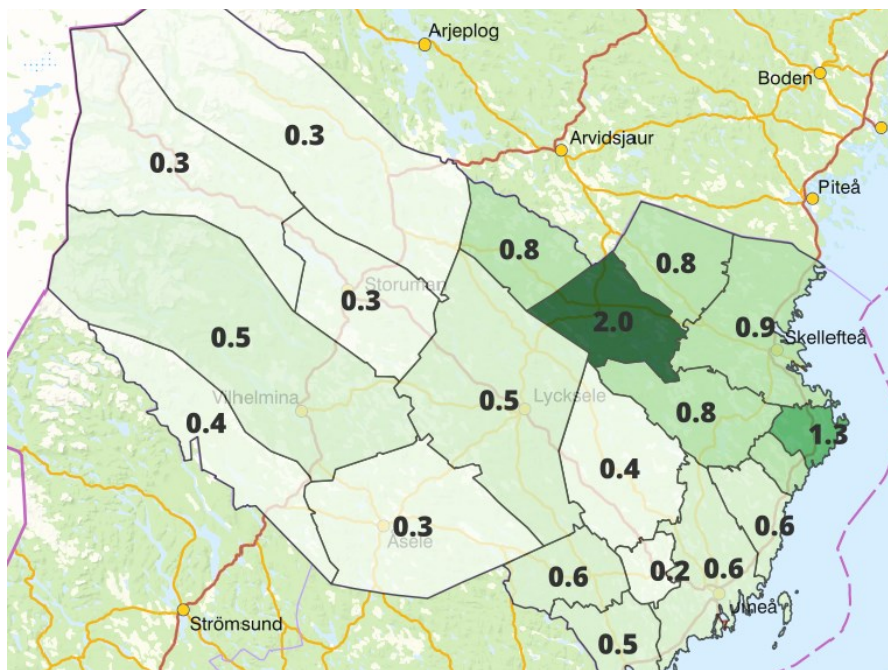 Arjeplog
Boden
0.3
0.3
Arvidsjaur
Piteå
0.8
0.8
0.3
Storuman
2.0
0.9
Skellefteå
0.5
Vilhelmina
0.4
0.5
Lycksele
0.8
1.3
0.4
0.3
Åsele
0.6
0.6
0.2
0.6
Umeå
Strömsund
0.5